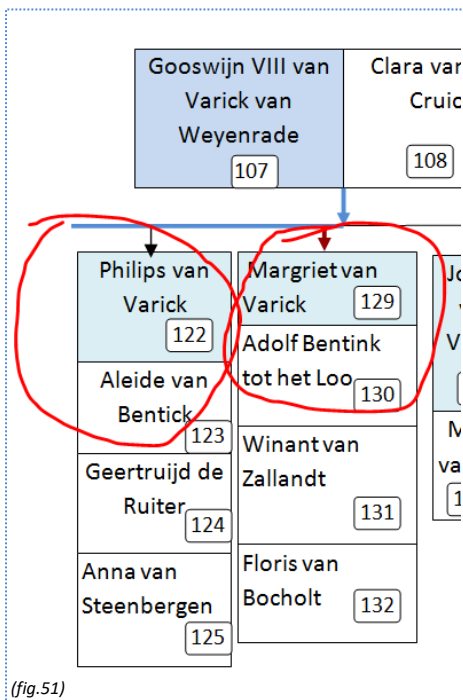 Gooswijn VIII van
Varick van
Weyenrade
107
Clara van
Cruic
108
Philips van
Varick
122
Aleide van
Bentick
123
Geertruijd de
Ruiter
124
Anna van
Steenbergen
125
Margriet van
Varick
129
Adolf Bentink
tot het Loo
130
Winant van
Zallandt
131
Floris van
Bocholt
132
(fig.51)